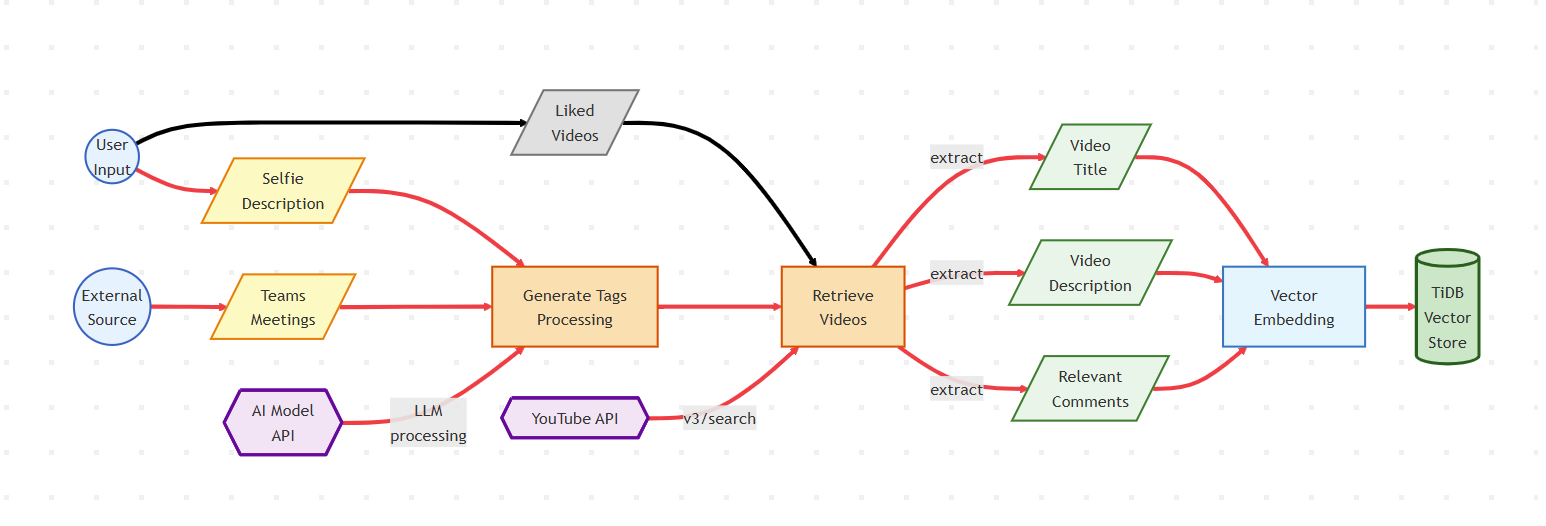 User
Input
Liked
Videos
Selfie
Description
External
Source
Teams
Meetings
AI Model
API
LLM
processing
Generate Tags
Processing
YouTube API
v3/search
Retrieve
Videos
extract
Video
Title
extract
Video
Description
extract
Relevant
Comments
Vector
Embedding
TiDB
Vector
Store